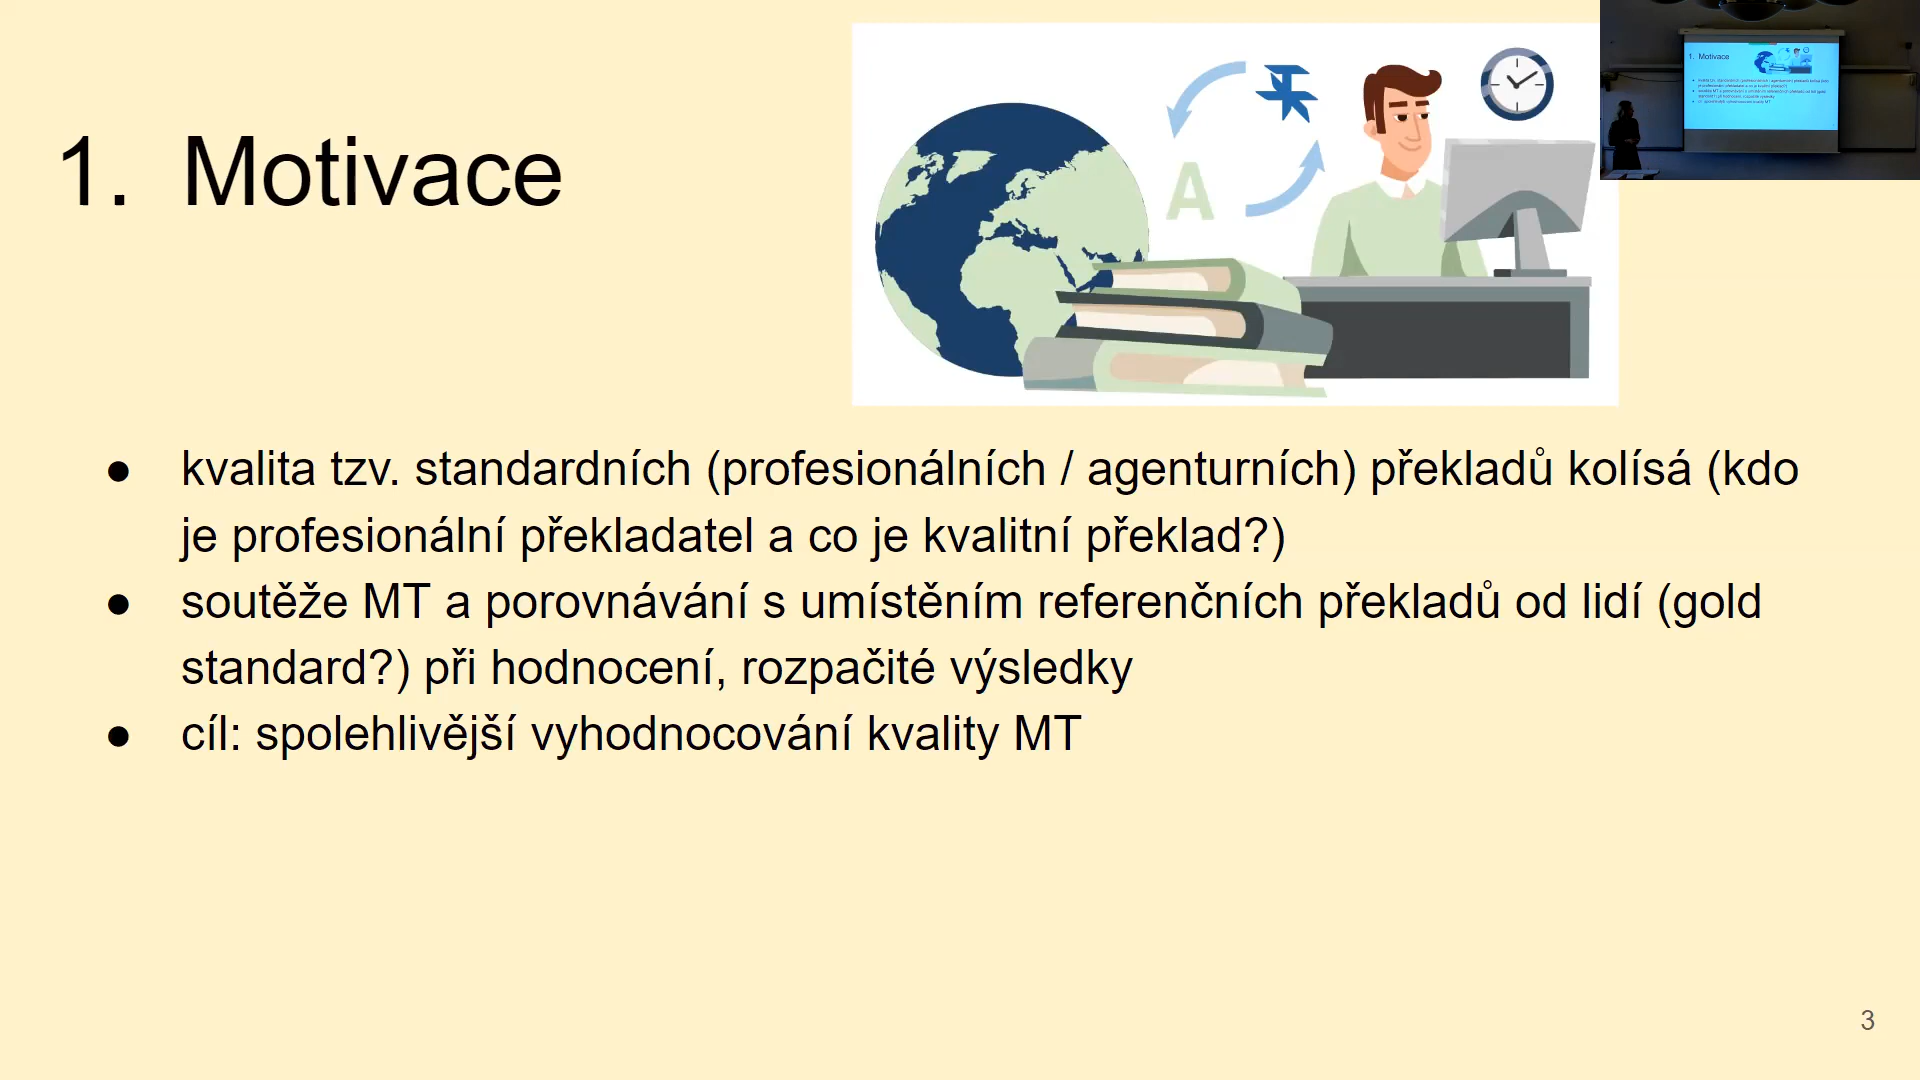 1. Motivace
A
● kvalita tzv. standardních (profesionálních / agenturních) překladů kolísá (kdo
je profesionální překladatel a co je kvalitní překlad?)
● soutěže MT a porovnávání s umístěním referenčních překladů od lidí (gold
standard?) při hodnocení, rozpačité výsledky
● cíl: spolehlivější vyhodnocování kvality MT
3
1. Motivace